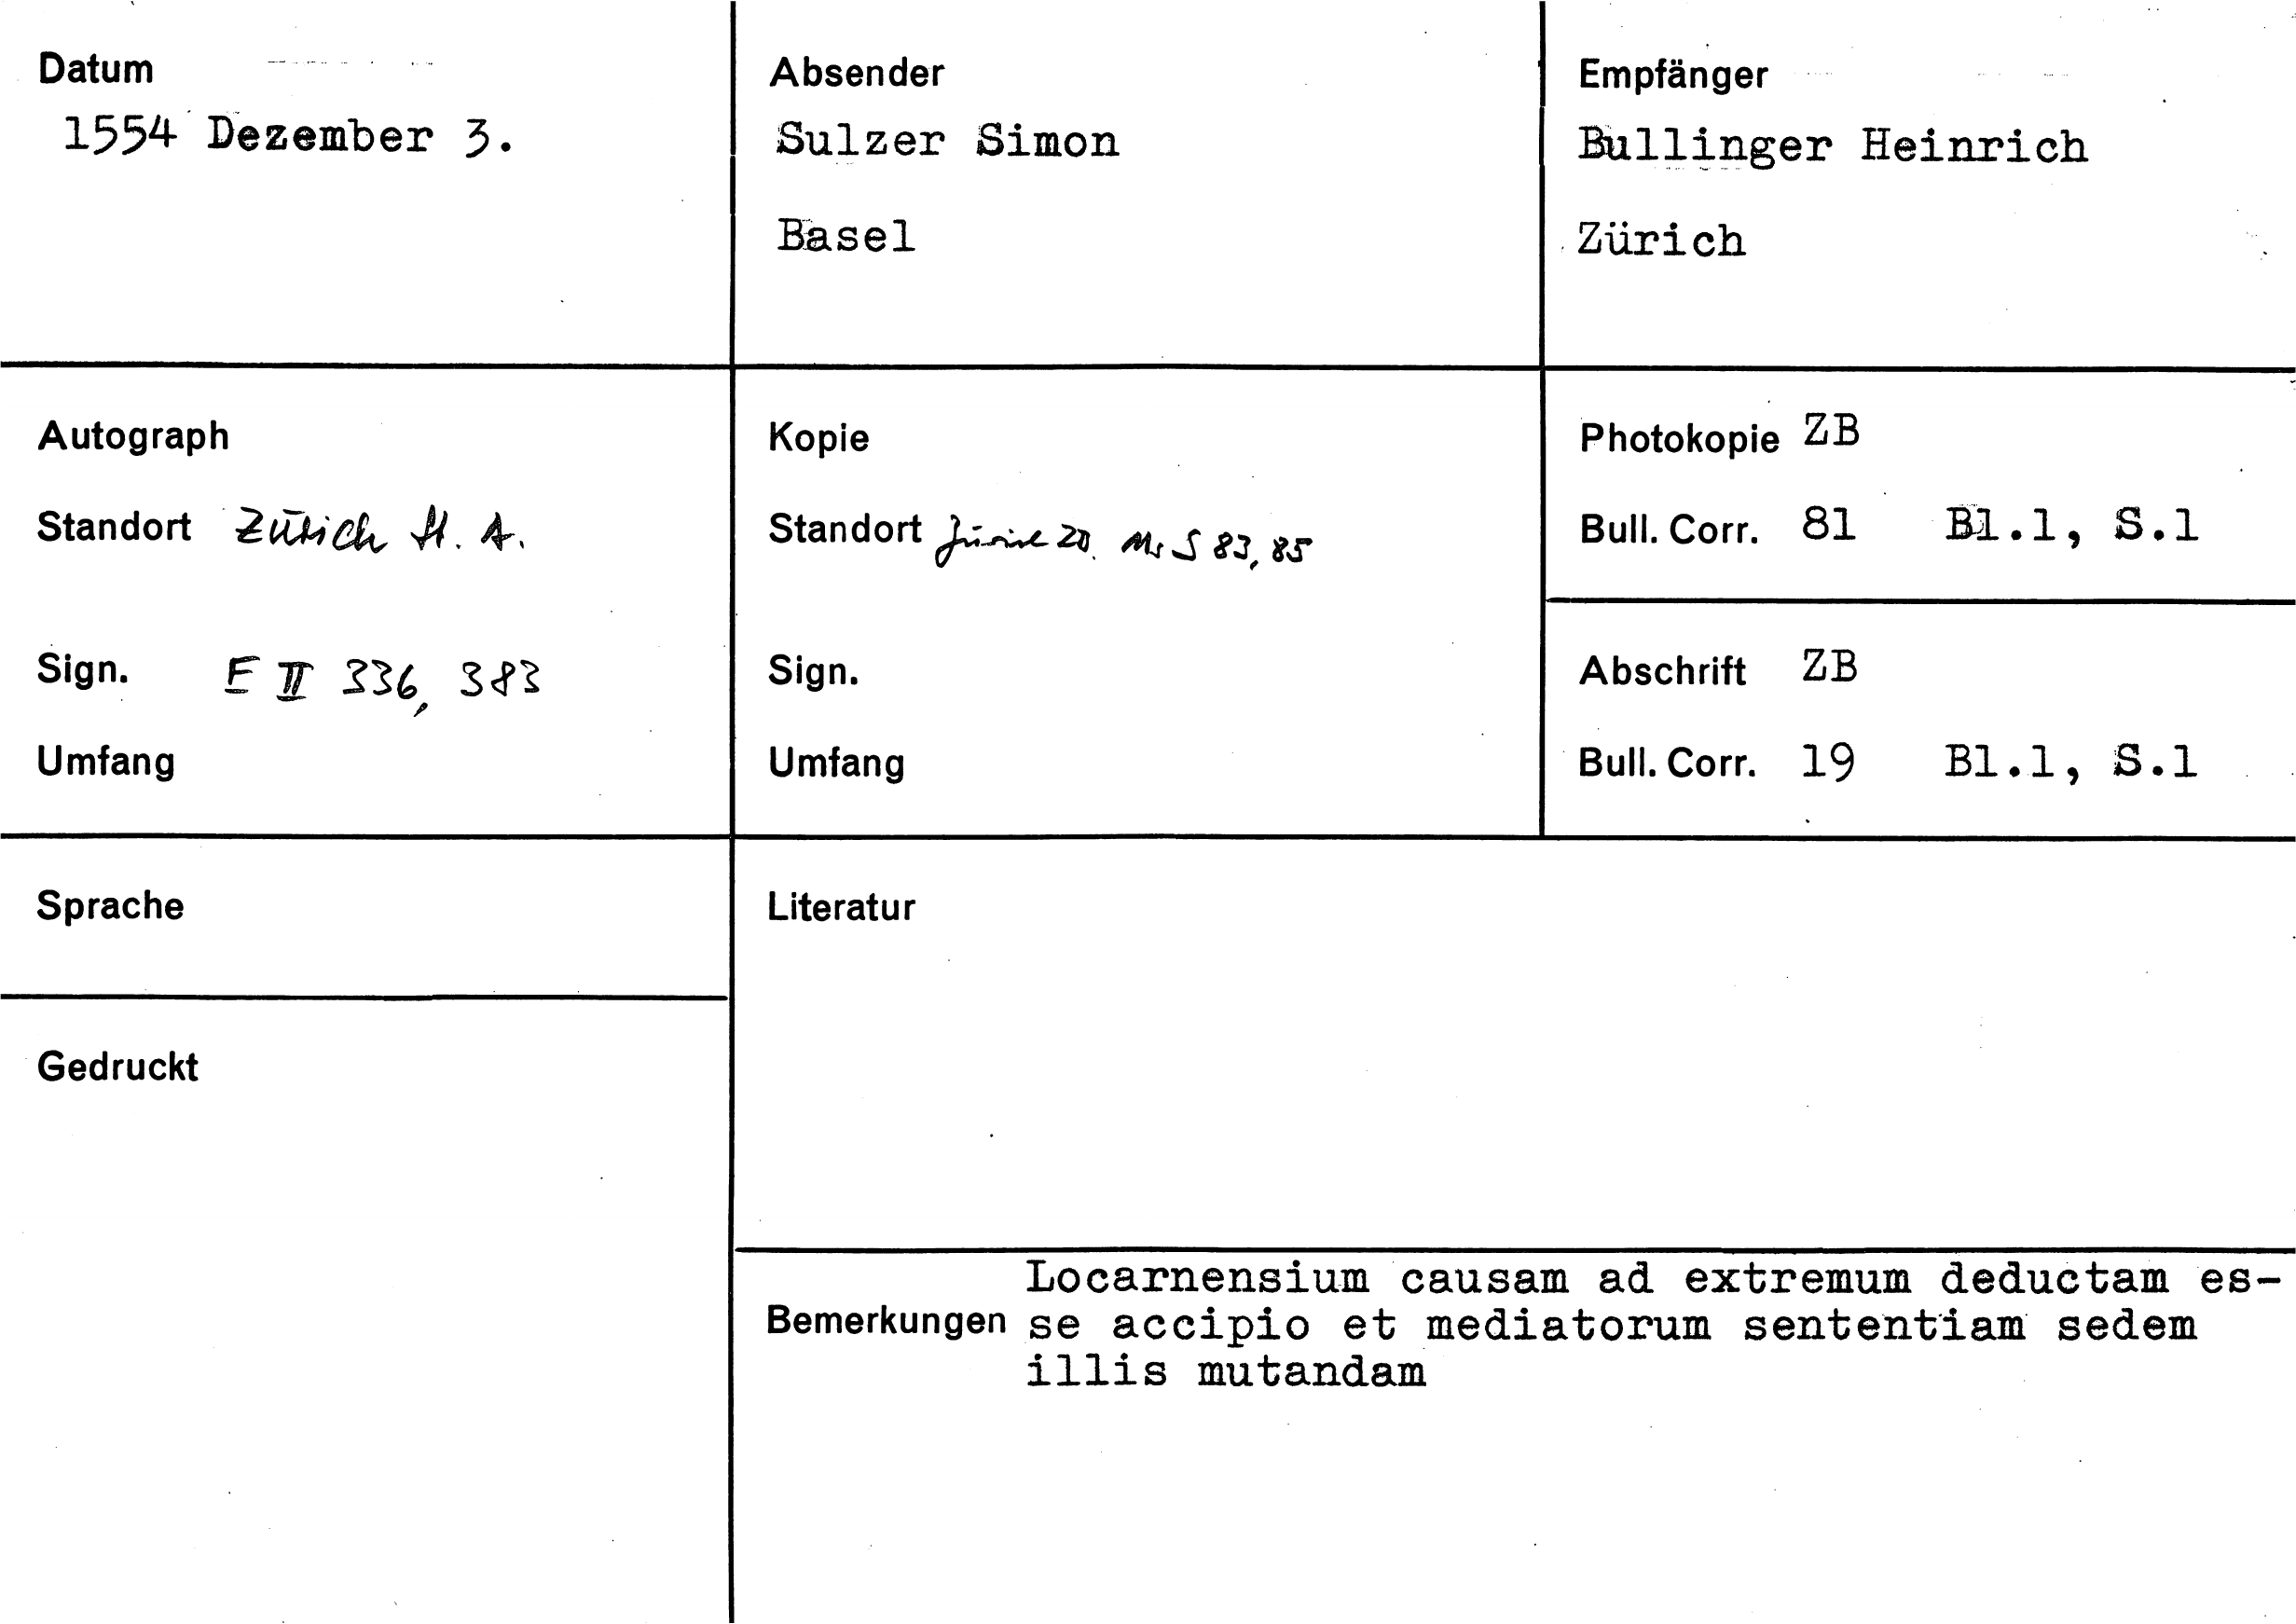 Datum
1554 Dezember 3.
Absender
Sulzer Simon
Basel
Empfänger
Bullinger Heinrich
Zürich
Autograph
Standort Zürich St. A.
Sign. E II 336, 383
Umfang
Kopie
Standort Zürich ZB. Ms S 83, 85
Sign.
Umfang
Photokopie ZB
Bull. Corr. 81 Bl.1, S.1
Abschrift ZB
Bull. Corr. 19 Bl.1, S.1
Sprache
Gedruckt
Literatur
Bemerkungen
Locarnensium causam ad extremum deductam es-
se accipio et mediatorum sententiam sedem
illis mutandam